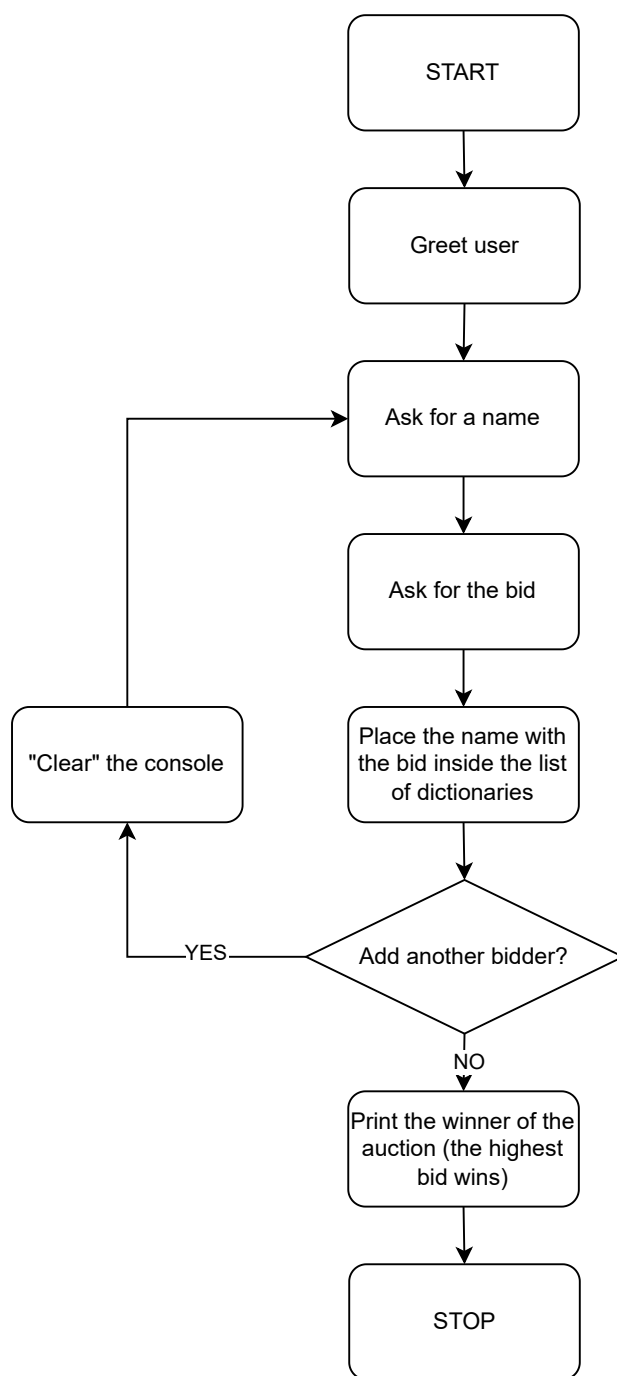 START
Greet user
Ask for a name
Ask for the bid
"Clear" the console
Place the name with
the bid inside the list
of dictionaries
Add another bidder?
YES
NO
Print the winner of the
auction (the highest
bid wins)
STOP